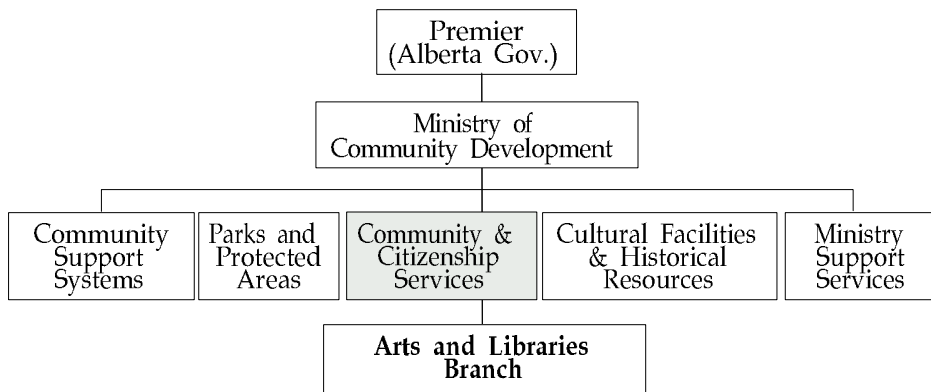 Premier
(Alberta Gov.)
Ministry of
Community Development
Community
Support
Systems
Parks and
Protected
Areas
Community &
Citizenship
Services
Cultural Facilities
& Historical
Resources
Ministry
Support
Services
Arts and Libraries
Branch